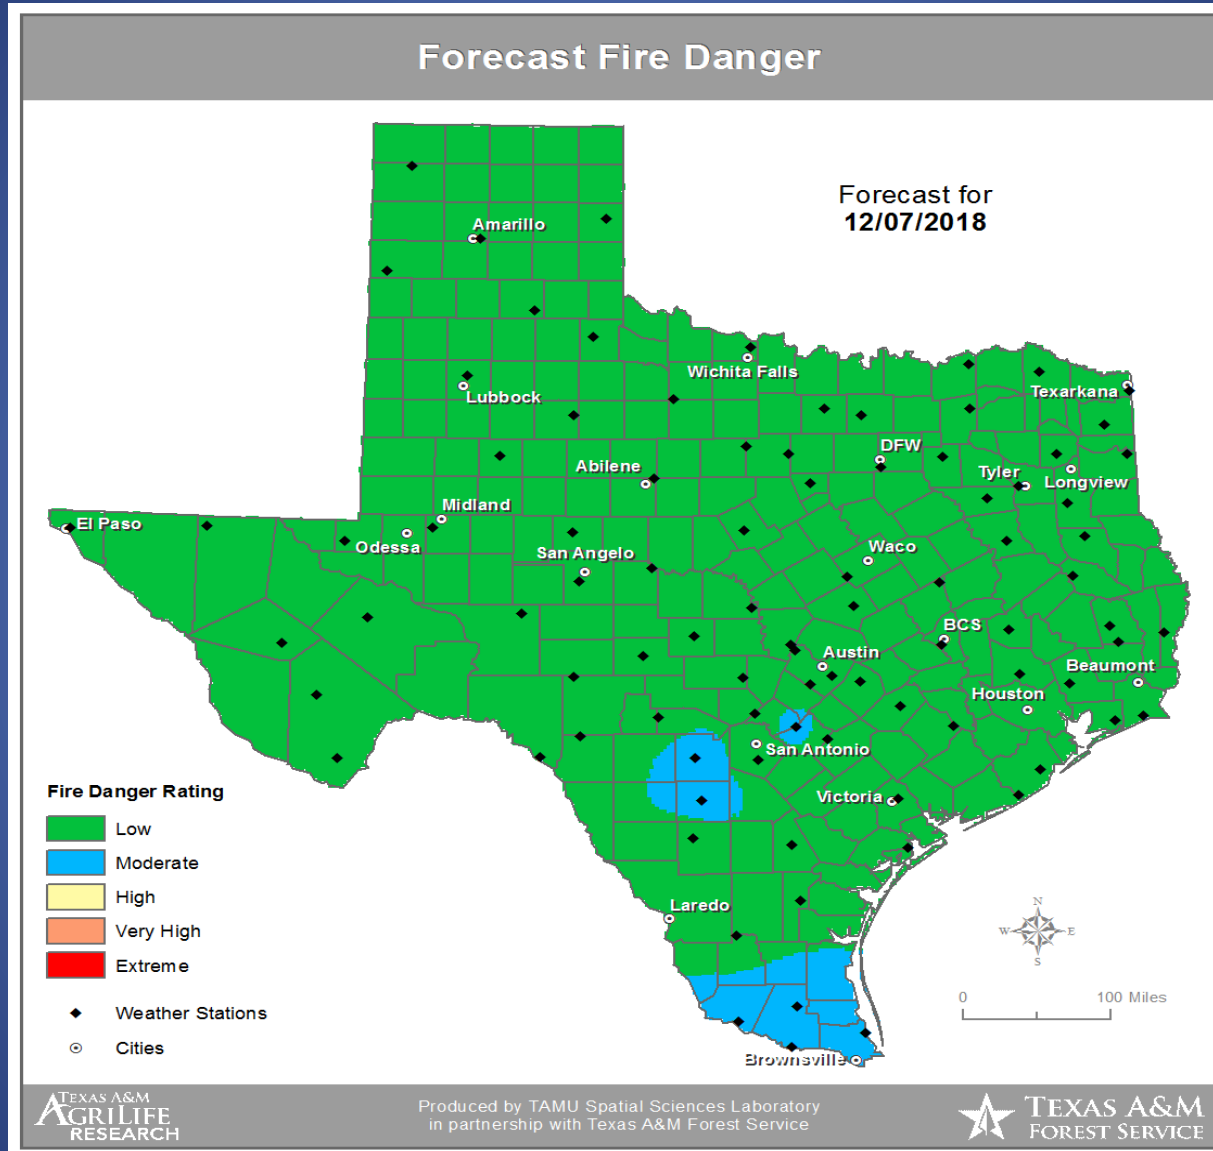 Forecast Fire Danger
Forecast for
12/07/2018
Amarillo
Wichita Falls
Lubbock
Texarkana
DFW
Abilene
Tyler
Longview
Midland
El Paso
Odessa
San Angelo
Waco
BCS
Austin
Beaumont
Houston
San Antonio
Victoria
Laredo
Brownsville
Fire Danger Rating
Low
Moderate
High
Very High
Extreme
Weather Stations
Cities
N
W
E
S
0 100 Miles
TEXAS A&M
AGRILIFE
RESEARCH
Produced by TAMU Spatial Sciences Laboratory
in partnership with Texas A&M Forest Service
TEXAS A&M
FOREST SERVICE